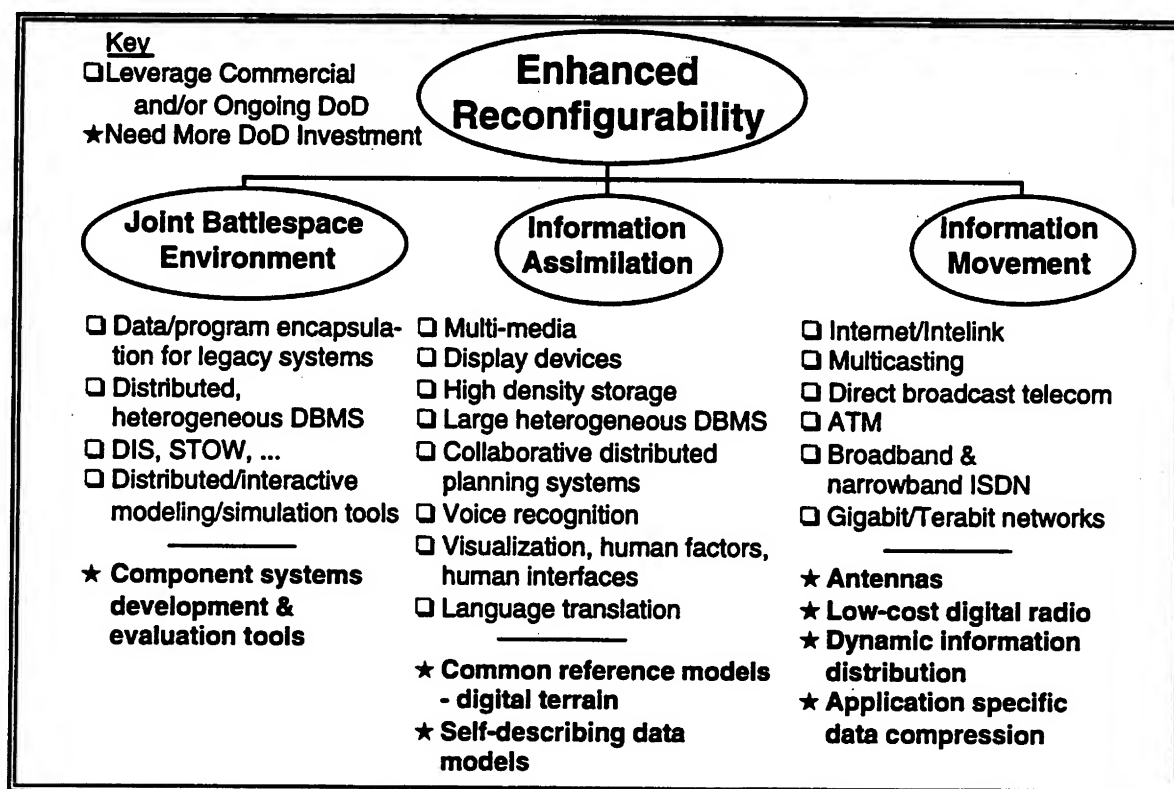 Key
❑Leverage Commercial
and/or Ongoing DoD
★Need More DoD Investment
Enhanced
Reconfigurability
Joint Battlespace
Environment
❑ Data/program encapsula-
tion for legacy systems
❑ Distributed,
heterogeneous DBMS
❑ DIS, STOW, ...
❑ Distributed/interactive
modeling/simulation tools
★ Component systems
development &
evaluation tools
Information
Assimilation
❑ Multi-media
❑ Display devices
❑ High density storage
❑ Large heterogeneous DBMS
❑ Collaborative distributed
planning systems
❑ Voice recognition
❑ Visualization, human factors,
human interfaces
❑ Language translation
★ Common reference models
- digital terrain
★ Self-describing data
models
Information
Movement
❑ Internet/Intelink
❑ Multicasting
❑ Direct broadcast telecom
❑ ATM
❑ Broadband &
narrowband ISDN
❑ Gigabit/Terabit networks
★ Antennas
★ Low-cost digital radio
★ Dynamic information
distribution
★ Application specific
data compression